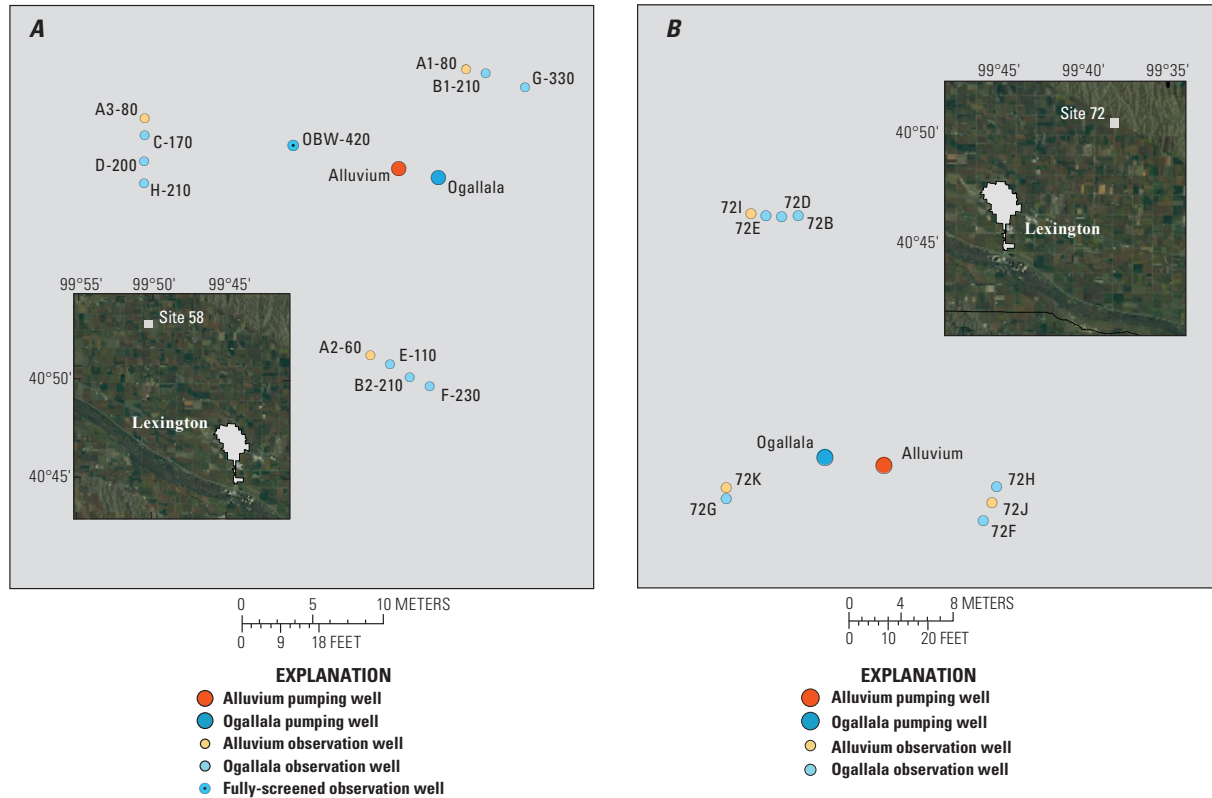 A
A1-80
B1-210
G-330
A3-80
C-170
D-200
H-210
OBW-420
Alluvium
Ogallala
99°55'
99°50'
99°45'
Site 58
40°50'
Lexington
40°45'
A2-60
E-110
B2-210
F-230
0 5 10 METERS
0 9 18 FEET
EXPLANATION
Alluvium pumping well
Ogallala pumping well
Alluvium observation well
Ogallala observation well
Fully-screened observation well
B
99°45'
99°40'
99°35'
Site 72
40°50'
Lexington
40°45'
72I
72D
72E
72B
Ogallala
Alluvium
72K
72G
72H
72J
72F
0 4 8 METERS
0 10 20 FEET
EXPLANATION
Alluvium pumping well
Ogallala pumping well
Alluvium observation well
Ogallala observation well